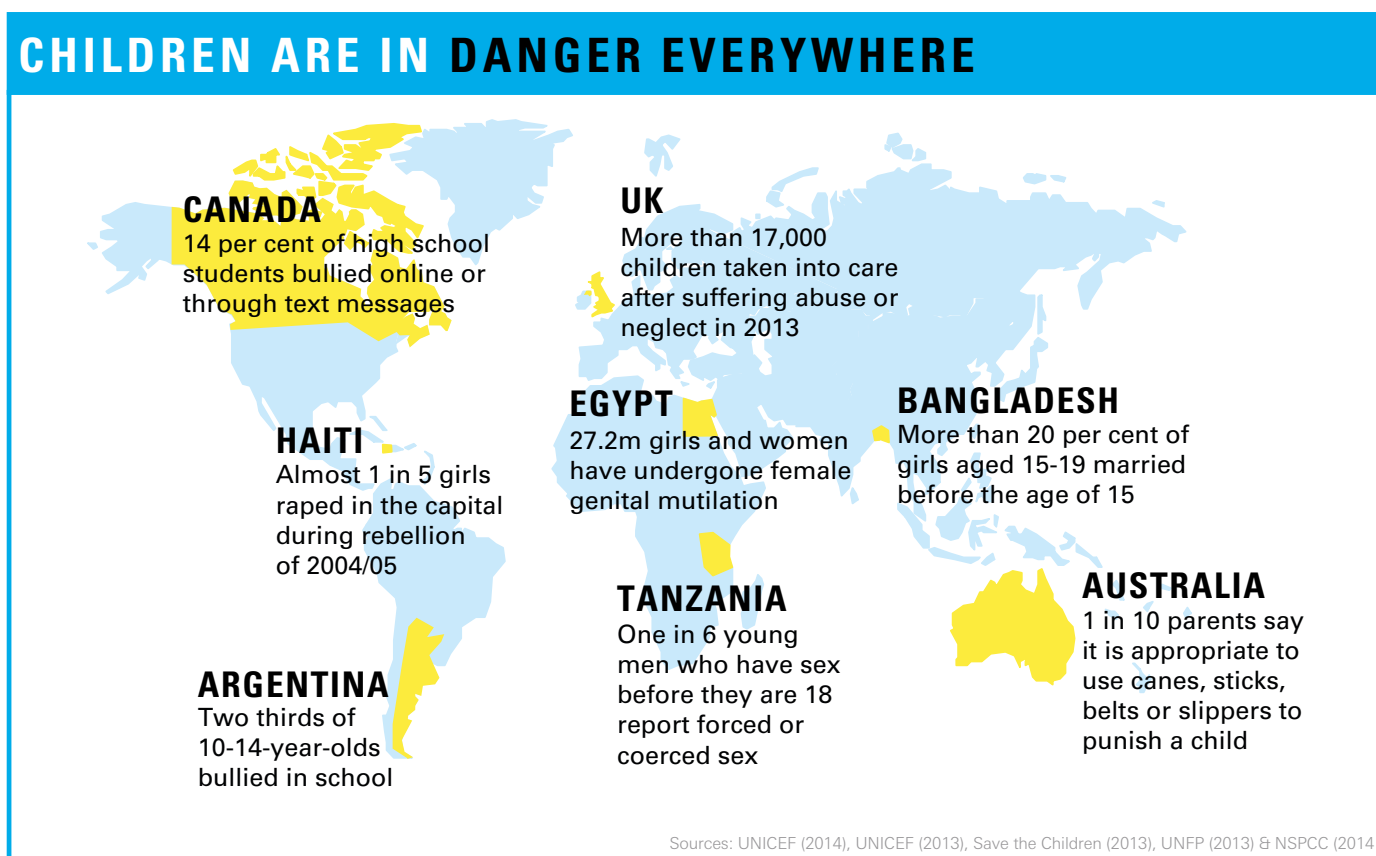 CHILDREN ARE IN DANGER EVERYWHERE
CANADA
14 per cent of high school
students bullied online or
through text messages
UK
More than 17,000
children taken into care
after suffering abuse or
neglect in 2013
HAITI
Almost 1 in 5 girls
raped in the capital
during rebellion
of 2004/05
EGYPT
27.2m girls and women
have undergone female
genital mutilation
BANGLADESH
More than 20 per cent of
girls aged 15-19 married
before the age of 15
ARGENTINA
Two thirds of
10-14-year-olds
bullied in school
TANZANIA
One in 6 young
men who have sex
before they are 18
report forced or
coerced sex
AUSTRALIA
1 in 10 parents say
it is appropriate to
use canes, sticks,
belts or slippers to
punish a child
Sources: UNICEF (2014), UNICEF (2013), Save the Children (2013), UNFP (2013) & NSPCC (2014